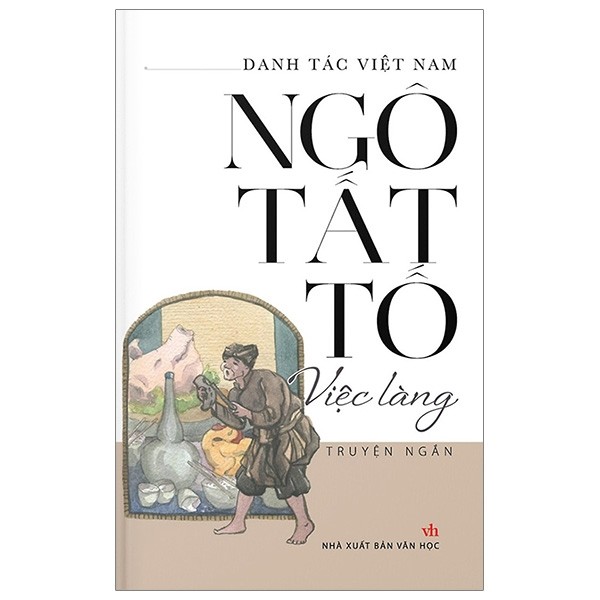 DANH TÁC VIỆT NAM
NGÔ
TẤT
TỐ
Việc làng
TRUYỆN NGẮN
vh
NHÀ XUẤT BẢN VĂN HỌC